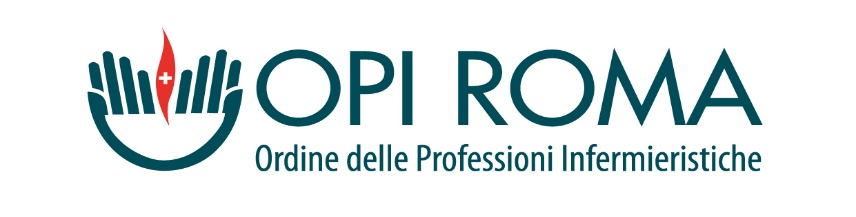 OPI ROMA
Ordine delle Professioni Infermieristiche